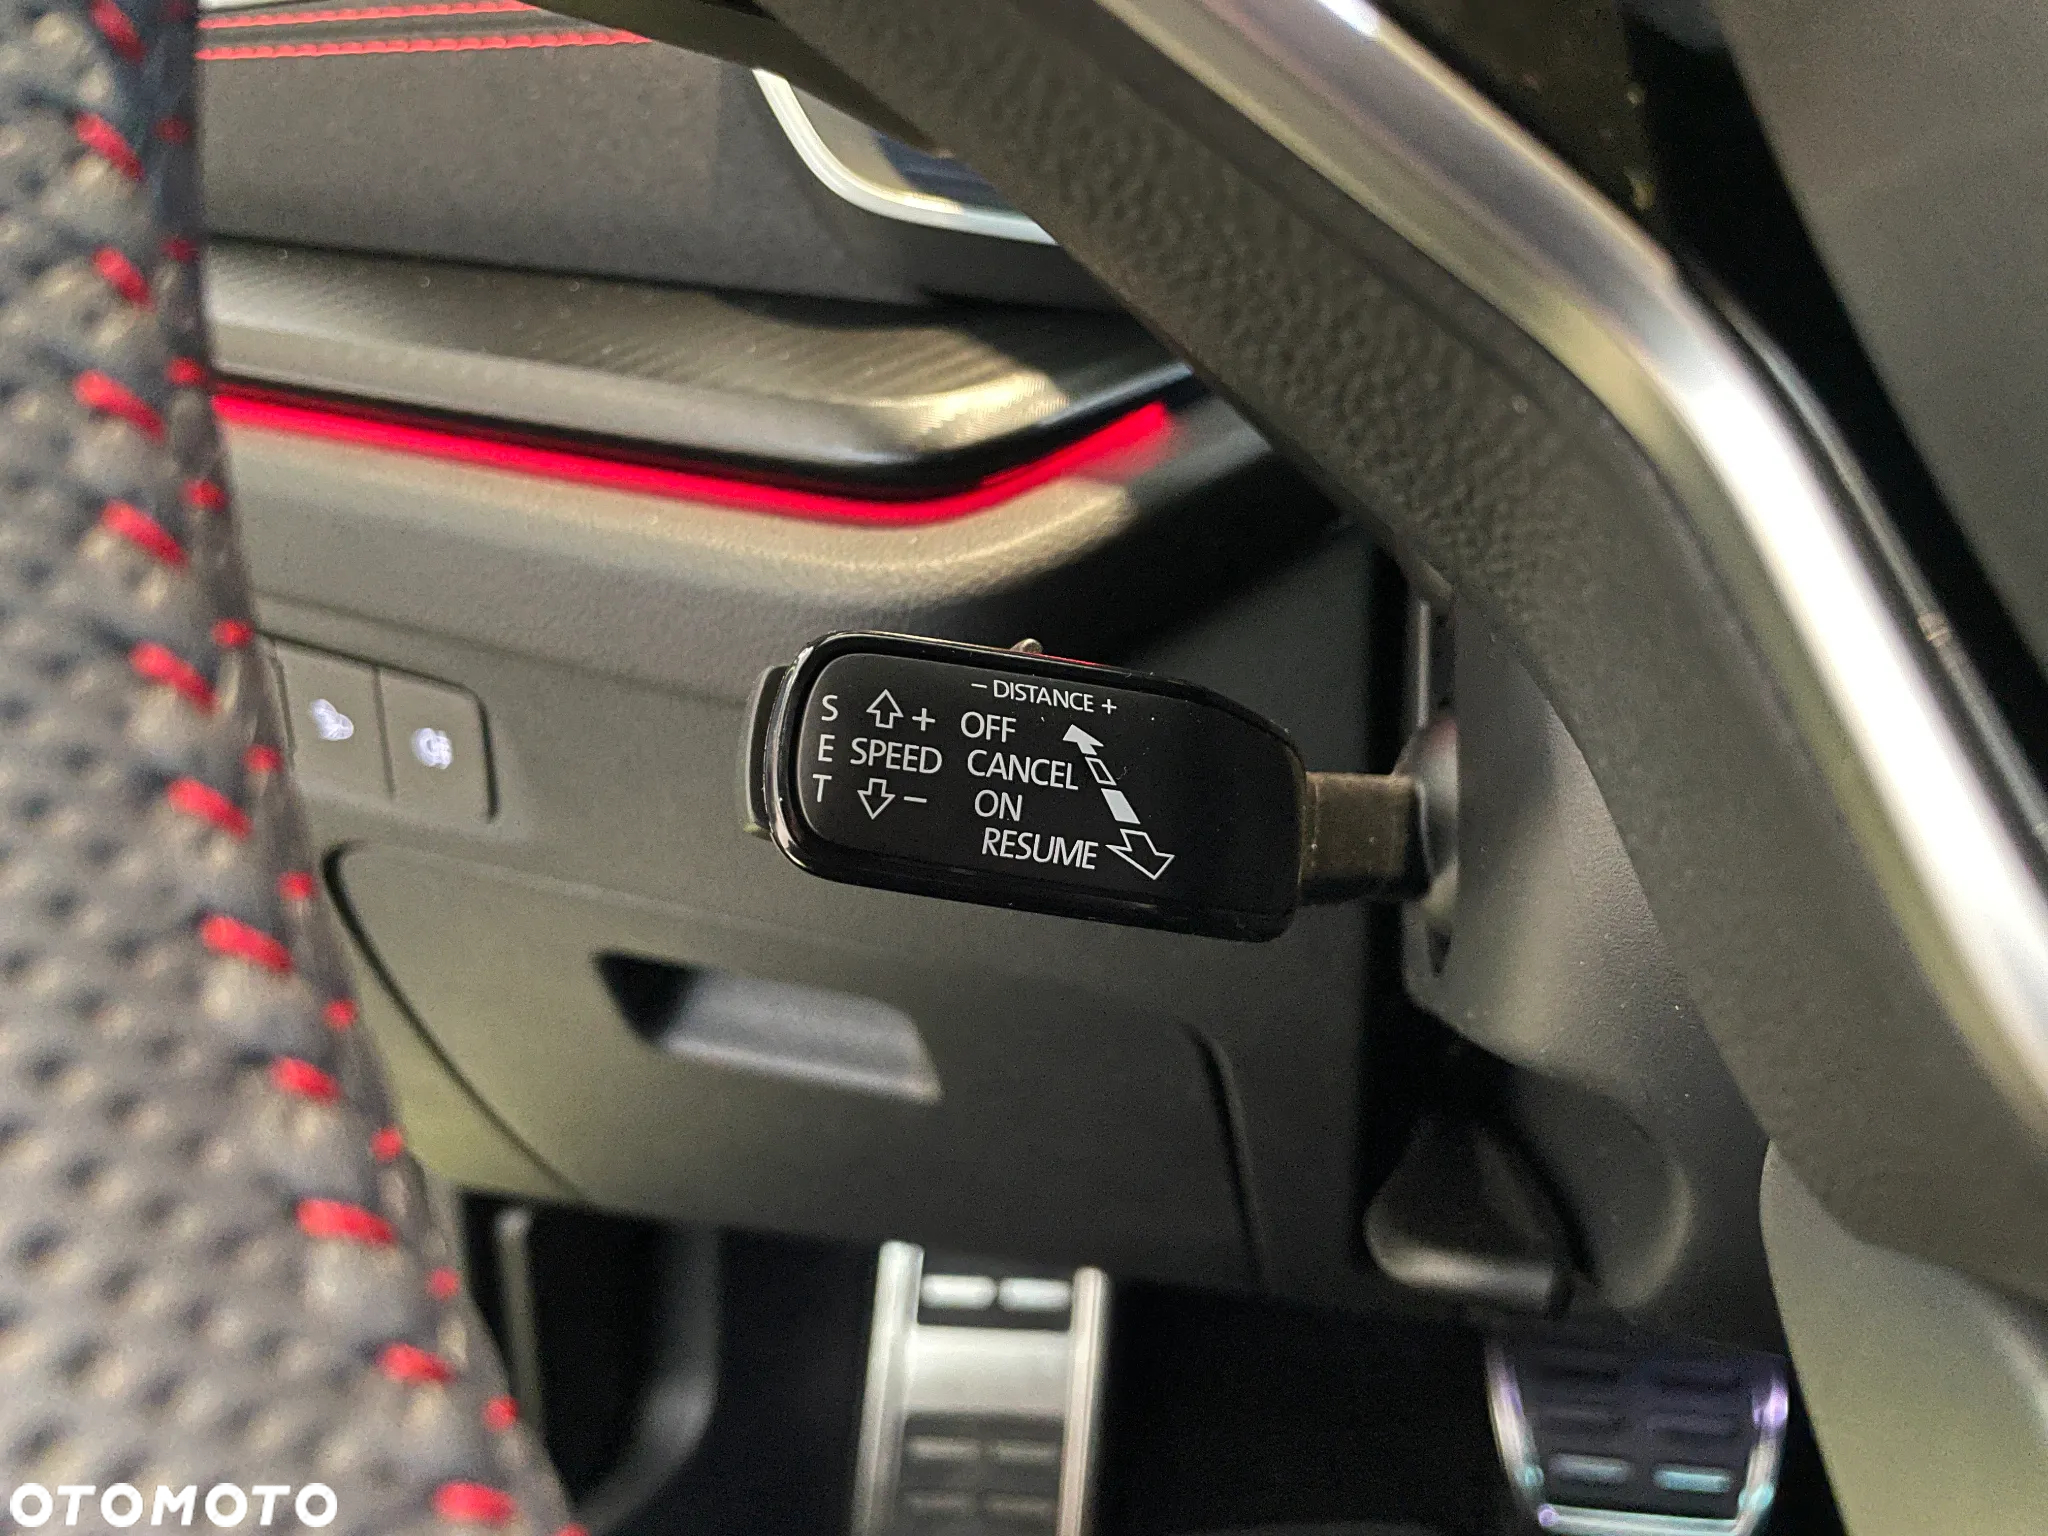 − DISTANCE +
S + OFF
E SPEED CANCEL
T − ON
RESUME
OTOMOTO